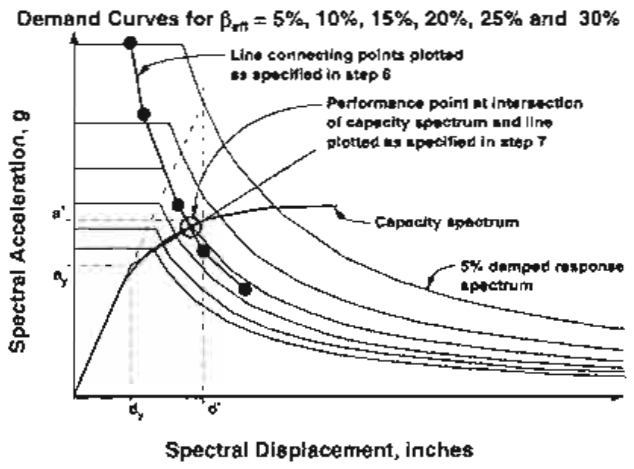 Demand Curves for βeff = 5%, 10%, 15%, 20%, 25% and 30%
Line connecting points plotted
as specified in step 6
Performance point at intersection
of capacity spectrum and line
plotted as specified in step 7
Capacity spectrum
5% damped response
spectrum
Spectral Acceleration, g
a*
ay
dy
d*
Spectral Displacement, inches